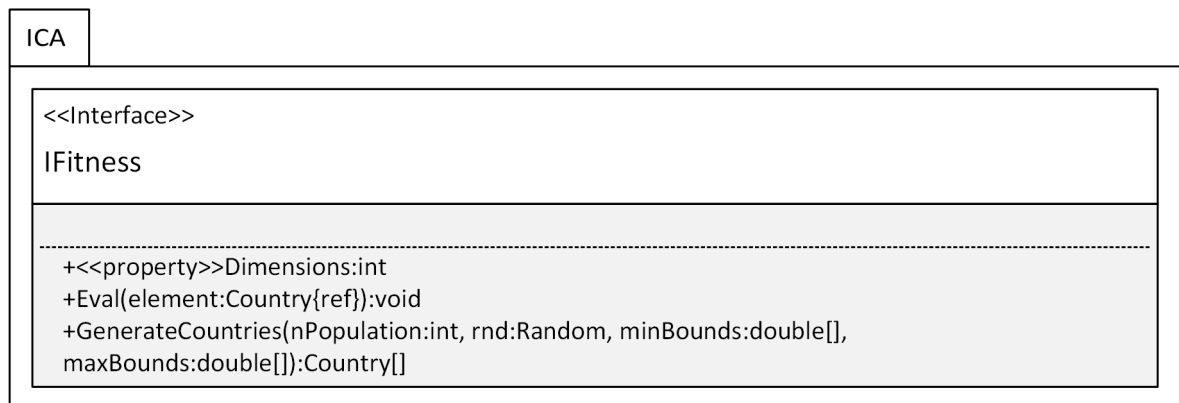 ICA
<<Interface>>
IFitness
+<<property>>Dimensions:int
+Eval(element:Country{ref}):void
+GenerateCountries(nPopulation:int, rnd:Random, minBounds:double[],
maxBounds:double[]):Country[]